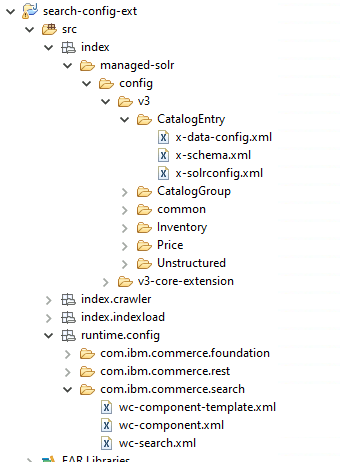 search-config-ext
src
index
managed-solr
config
v3
CatalogEntry
x-data-config.xml
x-schema.xml
x-solrconfig.xml
CatalogGroup
common
Inventory
Price
Unstructured
v3-core-extension
index.crawler
index.indexload
runtime.config
com.ibm.commerce.foundation
com.ibm.commerce.rest
com.ibm.commerce.search
wc-component-template.xml
wc-component.xml
wc-search.xml
EAR Libraries